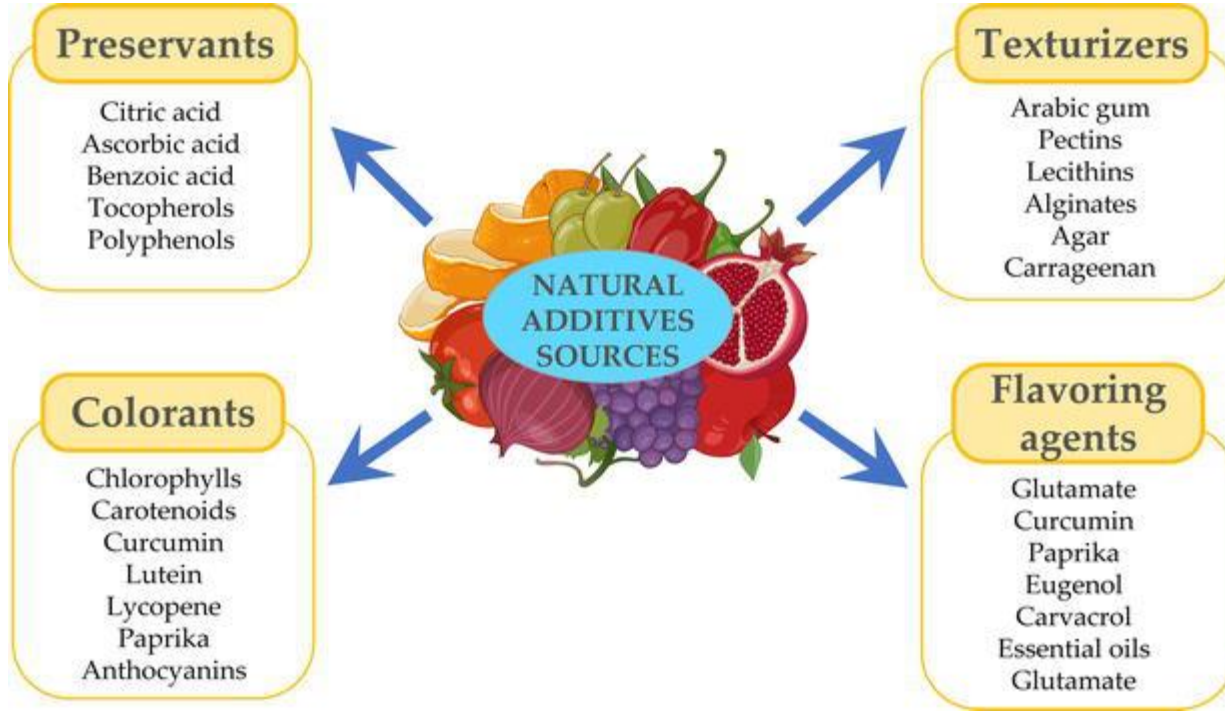 Preservants
Citric acid
Ascorbic acid
Benzoic acid
Tocopherols
Polyphenols
Texturizers
Arabic gum
Pectins
Lecithins
Alginates
Agar
Carrageenan
NATURAL
ADDITIVES
SOURCES
Colorants
Chlorophylls
Carotenoids
Curcumin
Lutein
Lycopene
Paprika
Anthocyanins
Flavoring
agents
Glutamate
Curcumin
Paprika
Eugenol
Carvacrol
Essential oils
Glutamate